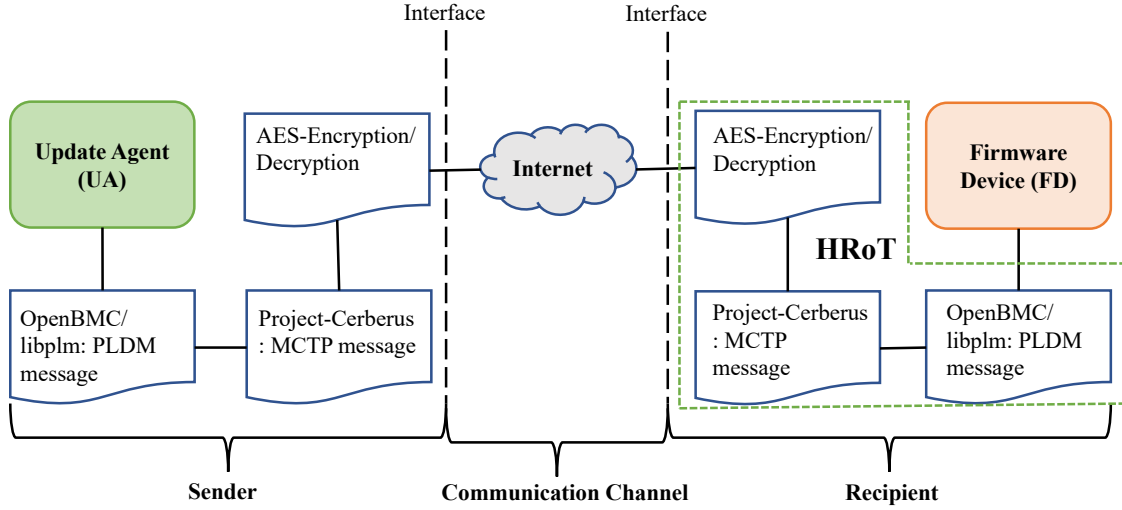 Interface
Interface
Update Agent
(UA)
AES-Encryption/
Decryption
Internet
AES-Encryption/
Decryption
Firmware
Device (FD)
HRoT
OpenBMC/
libplm: PLDM
message
Project-Cerberus
: MCTP message
Project-Cerberus
: MCTP
message
OpenBMC/
libplm: PLDM
message
Sender
Communication Channel
Recipient